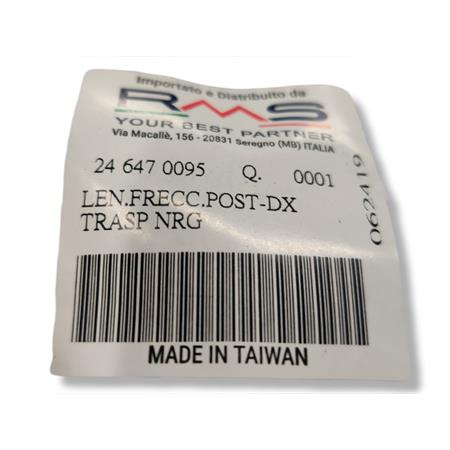 Importato e Distribuito da
RMS
YOUR BEST PARTNER
Via Macallè, 156 - 20831 Seregno (MB) ITALIA
24 647 0095 Q. 0001
LEN.FRECC.POST-DX
TRASP NRG
062419
MADE IN TAIWAN